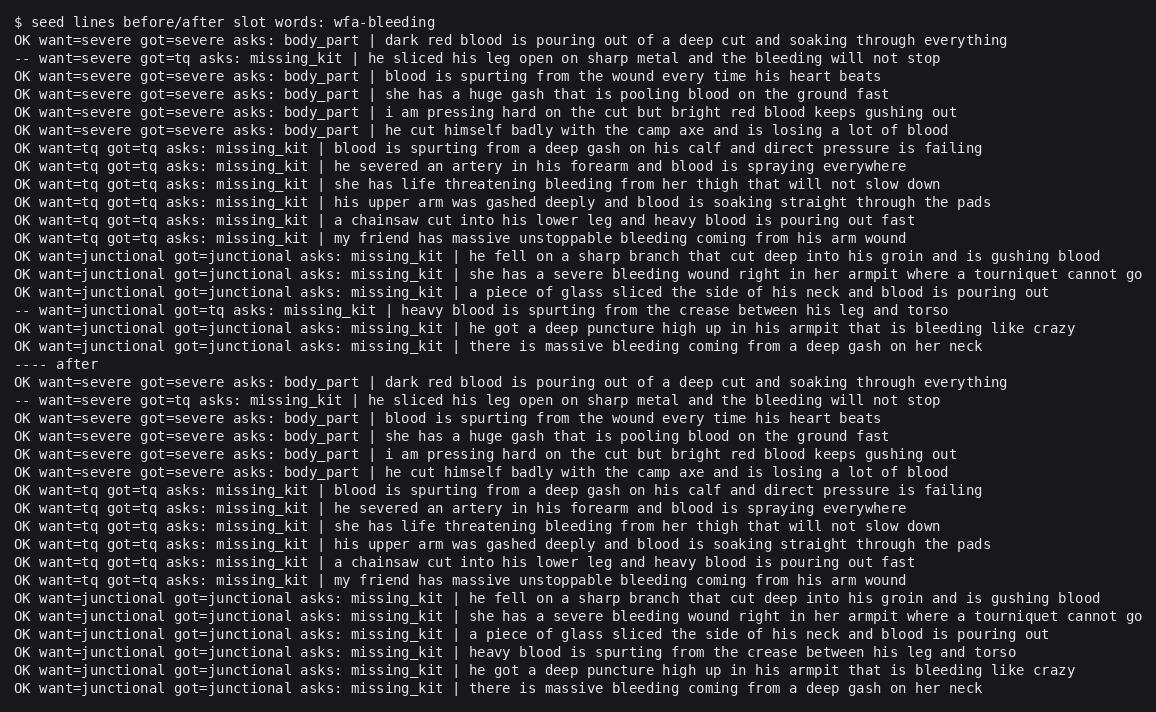 $ seed lines before/after slot words: wfa-bleeding
OK want=severe got=severe asks: body_part | dark red blood is pouring out of a deep cut and soaking through everything
-- want=severe got=tq asks: missing_kit | he sliced his leg open on sharp metal and the bleeding will not stop
OK want=severe got=severe asks: body_part | blood is spurting from the wound every time his heart beats
OK want=severe got=severe asks: body_part | she has a huge gash that is pooling blood on the ground fast
OK want=severe got=severe asks: body_part | i am pressing hard on the cut but bright red blood keeps gushing out
OK want=severe got=severe asks: body_part | he cut himself badly with the camp axe and is losing a lot of blood
OK want=tq got=tq asks: missing_kit | blood is spurting from a deep gash on his calf and direct pressure is failing
OK want=tq got=tq asks: missing_kit | he severed an artery in his forearm and blood is spraying everywhere
OK want=tq got=tq asks: missing_kit | she has life threatening bleeding from her thigh that will not slow down
OK want=tq got=tq asks: missing_kit | his upper arm was gashed deeply and blood is soaking straight through the pads
OK want=tq got=tq asks: missing_kit | a chainsaw cut into his lower leg and heavy blood is pouring out fast
OK want=tq got=tq asks: missing_kit | my friend has massive unstoppable bleeding coming from his arm wound
OK want=junctional got=junctional asks: missing_kit | he fell on a sharp branch that cut deep into his groin and is gushing blood
OK want=junctional got=junctional asks: missing_kit | she has a severe bleeding wound right in her armpit where a tourniquet cannot go
OK want=junctional got=junctional asks: missing_kit | a piece of glass sliced the side of his neck and blood is pouring out
-- want=junctional got=tq asks: missing_kit | heavy blood is spurting from the crease between his leg and torso
OK want=junctional got=junctional asks: missing_kit | he got a deep puncture high up in his armpit that is bleeding like crazy
OK want=junctional got=junctional asks: missing_kit | there is massive bleeding coming from a deep gash on her neck
---- after
OK want=severe got=severe asks: body_part | dark red blood is pouring out of a deep cut and soaking through everything
-- want=severe got=tq asks: missing_kit | he sliced his leg open on sharp metal and the bleeding will not stop
OK want=severe got=severe asks: body_part | blood is spurting from the wound every time his heart beats
OK want=severe got=severe asks: body_part | she has a huge gash that is pooling blood on the ground fast
OK want=severe got=severe asks: body_part | i am pressing hard on the cut but bright red blood keeps gushing out
OK want=severe got=severe asks: body_part | he cut himself badly with the camp axe and is losing a lot of blood
OK want=tq got=tq asks: missing_kit | blood is spurting from a deep gash on his calf and direct pressure is failing
OK want=tq got=tq asks: missing_kit | he severed an artery in his forearm and blood is spraying everywhere
OK want=tq got=tq asks: missing_kit | she has life threatening bleeding from her thigh that will not slow down
OK want=tq got=tq asks: missing_kit | his upper arm was gashed deeply and blood is soaking straight through the pads
OK want=tq got=tq asks: missing_kit | a chainsaw cut into his lower leg and heavy blood is pouring out fast
OK want=tq got=tq asks: missing_kit | my friend has massive unstoppable bleeding coming from his arm wound
OK want=junctional got=junctional asks: missing_kit | he fell on a sharp branch that cut deep into his groin and is gushing blood
OK want=junctional got=junctional asks: missing_kit | she has a severe bleeding wound right in her armpit where a tourniquet cannot go
OK want=junctional got=junctional asks: missing_kit | a piece of glass sliced the side of his neck and blood is pouring out
OK want=junctional got=junctional asks: missing_kit | heavy blood is spurting from the crease between his leg and torso
OK want=junctional got=junctional asks: missing_kit | he got a deep puncture high up in his armpit that is bleeding like crazy
OK want=junctional got=junctional asks: missing_kit | there is massive bleeding coming from a deep gash on her neck